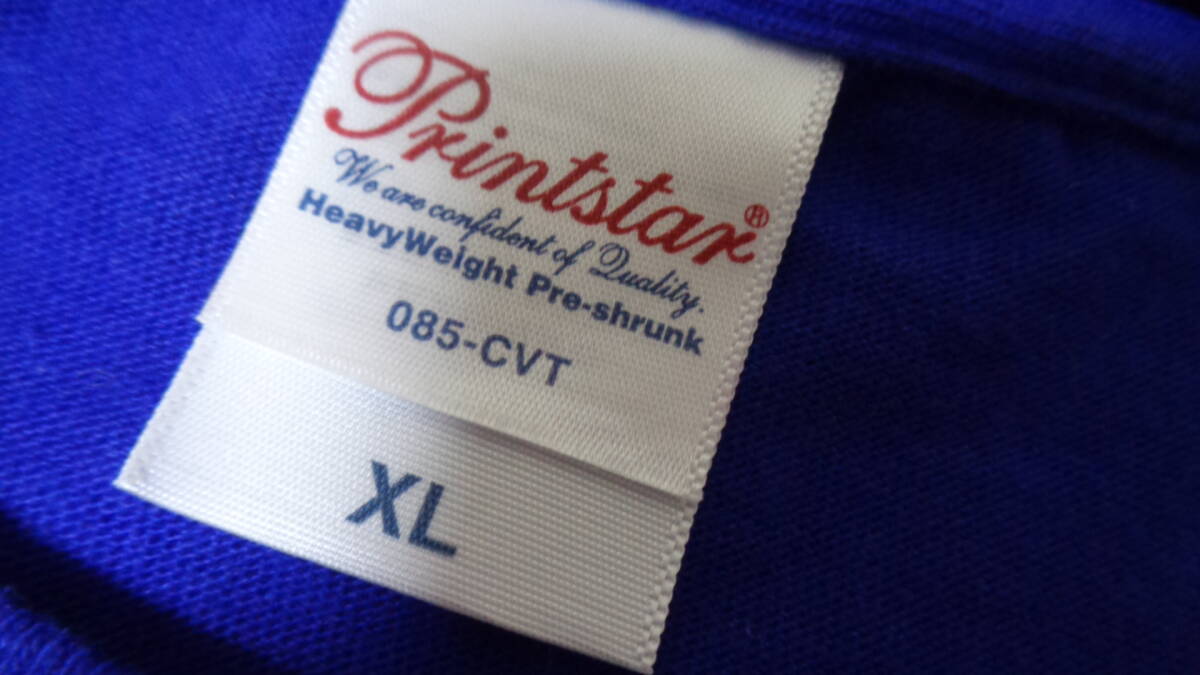 Printstar®
We are confident of Quality.
HeavyWeight Pre-shrunk
085-CVT
XL